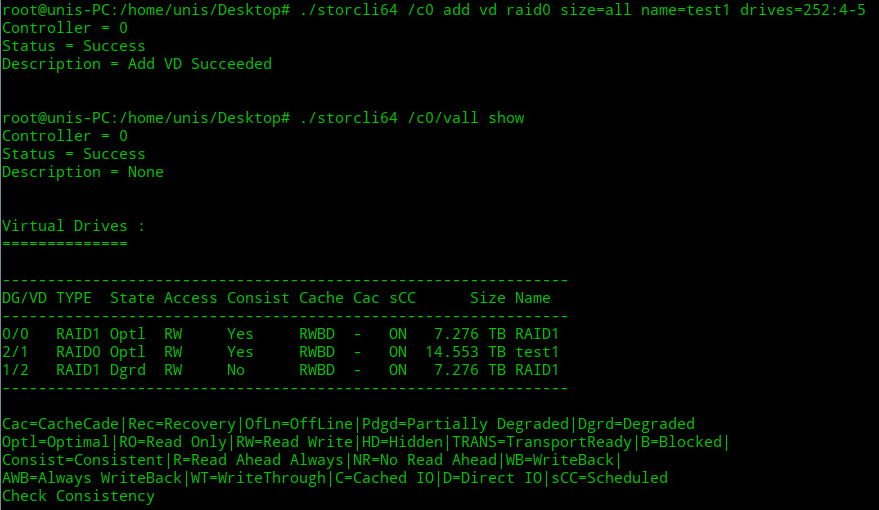 root@unis-PC:/home/unis/Desktop# ./storcli64 /c0 add vd raid0 size=all name=test1 drives=252:4-5
Controller = 0
Status = Success
Description = Add VD Succeeded
root@unis-PC:/home/unis/Desktop# ./storcli64 /c0/vall show
Controller = 0
Status = Success
Description = None
Virtual Drives :
==============
---------------------------------------------------------------
DG/VD TYPE  State Access Consist Cache Cac sCC      Size Name
---------------------------------------------------------------
0/0   RAID1 Optl  RW     Yes     RWBD  -   ON   7.276 TB RAID1
2/1   RAID0 Optl  RW     Yes     RWBD  -   ON  14.553 TB test1
1/2   RAID1 Dgrd  RW     No      RWBD  -   ON   7.276 TB RAID1
---------------------------------------------------------------
Cac=CacheCade|Rec=Recovery|OfLn=OffLine|Pdgd=Partially Degraded|Dgrd=Degraded
Optl=Optimal|RO=Read Only|RW=Read Write|HD=Hidden|TRANS=TransportReady|B=Blocked|
Consist=Consistent|R=Read Ahead Always|NR=No Read Ahead|WB=WriteBack|
AWB=Always WriteBack|WT=WriteThrough|C=Cached IO|D=Direct IO|sCC=Scheduled
Check Consistency